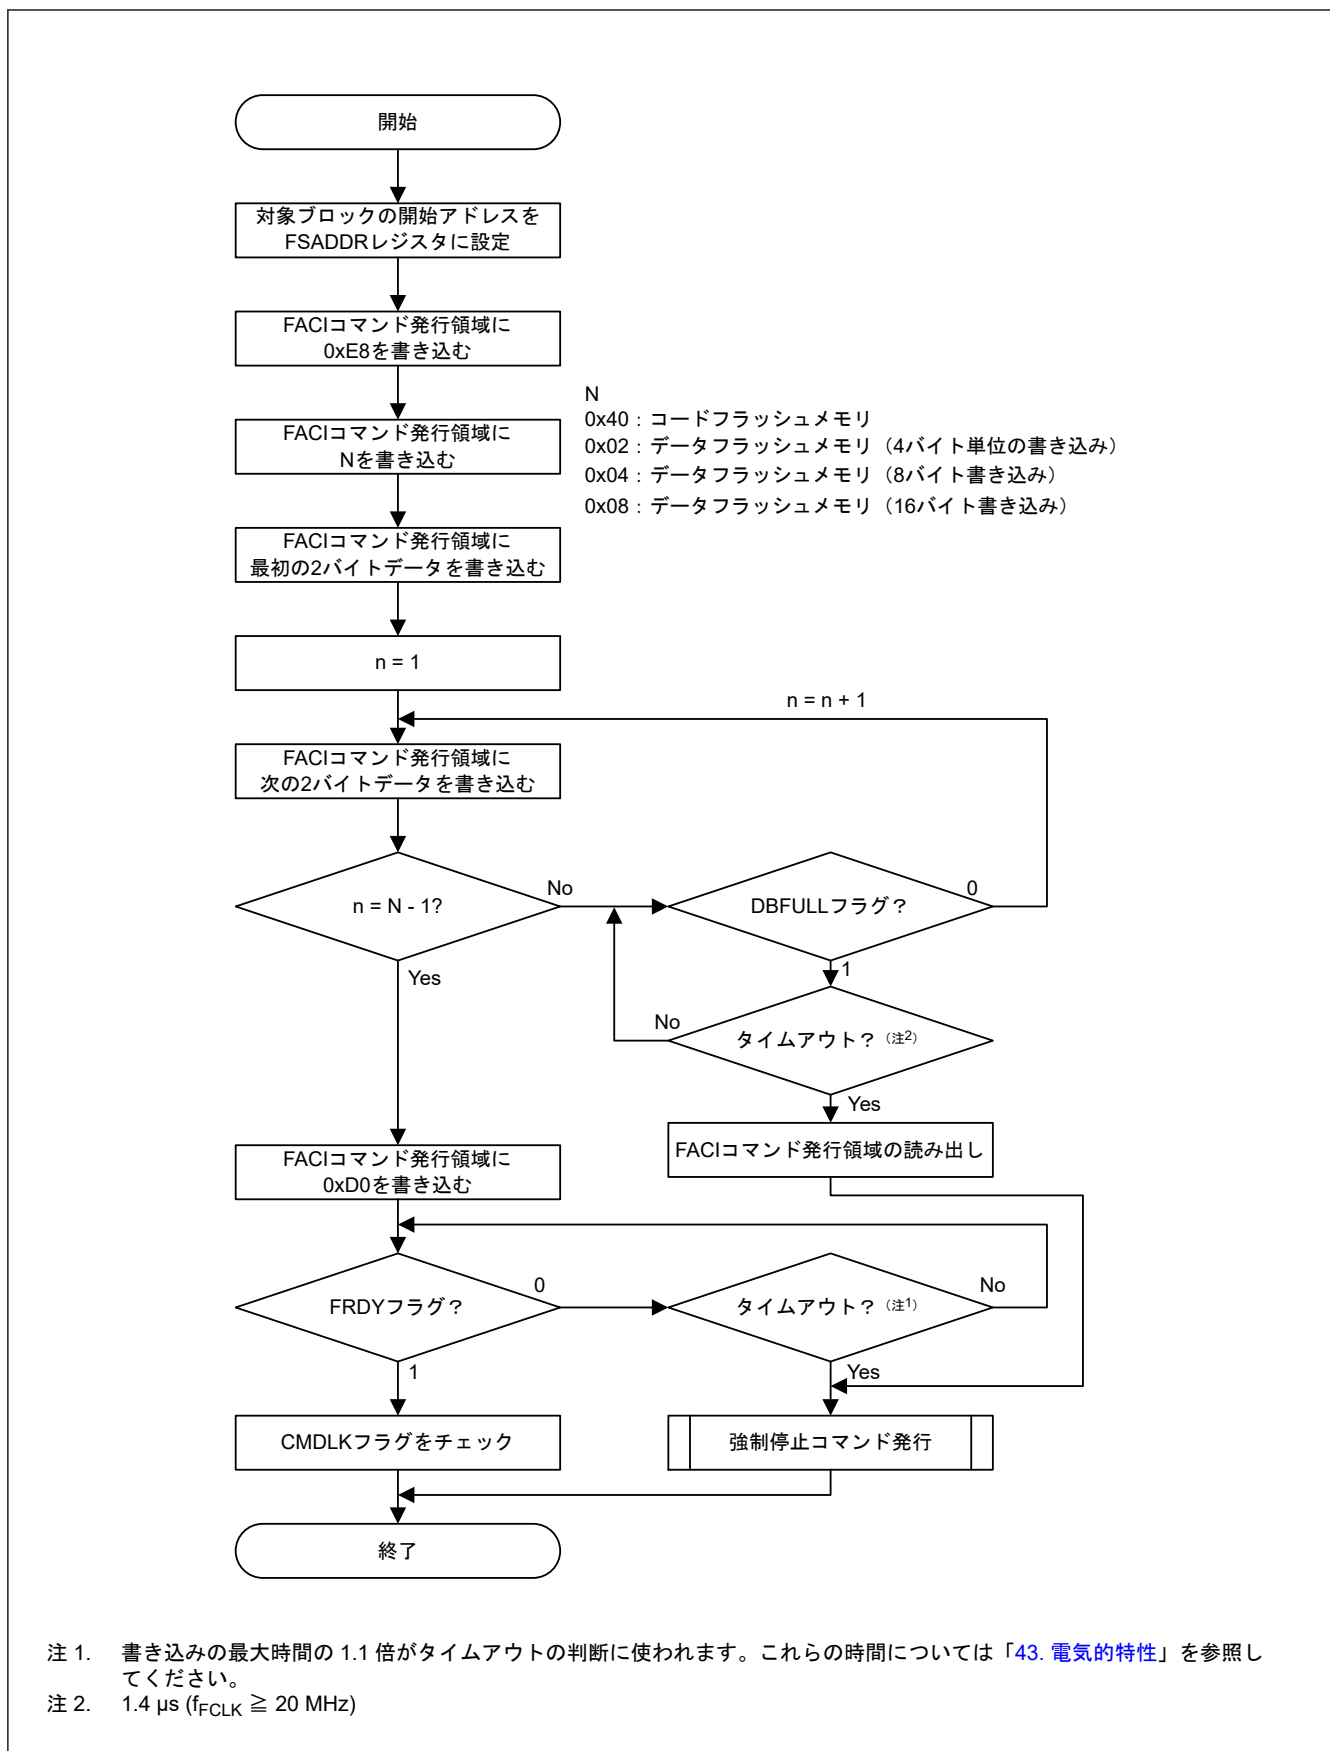 開始
対象ブロックの開始アドレスを
FSADDRレジスタに設定
FACIコマンド発行領域に
0xE8を書き込む
FACIコマンド発行領域に
Nを書き込む
N
0x40：コードフラッシュメモリ
0x02：データフラッシュメモリ（4バイト単位の書き込み）
0x04：データフラッシュメモリ（8バイト書き込み）
0x08：データフラッシュメモリ（16バイト書き込み）
FACIコマンド発行領域に
最初の2バイトデータを書き込む
n = 1
n = n + 1
FACIコマンド発行領域に
次の2バイトデータを書き込む
n = N - 1?
No
DBFULLフラグ？
0
Yes
1
No
タイムアウト？（注2）
Yes
FACIコマンド発行領域の読み出し
FACIコマンド発行領域に
0xD0を書き込む
FRDYフラグ？
0
タイムアウト？（注1）
No
1
Yes
CMDLKフラグをチェック
強制停止コマンド発行
終了
注 1. 書き込みの最大時間の 1.1 倍がタイムアウトの判断に使われます。これらの時間については「43. 電気的特性」を参照し
てください。
注 2. 1.4 µs (fFCLK ≧ 20 MHz)